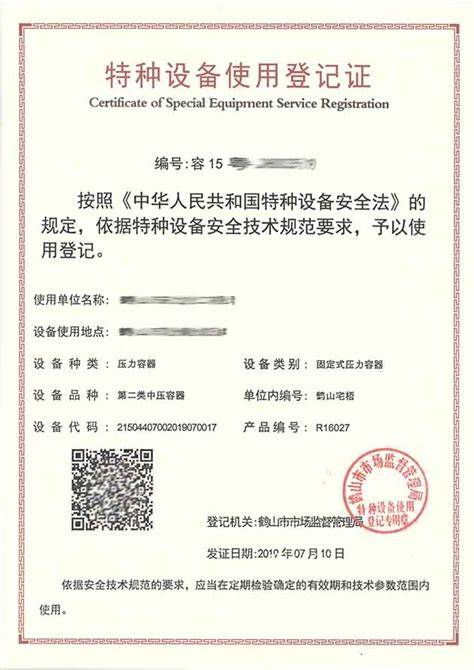 特种设备使用登记证
Certificate of Special Equipment Service Registration
编号:容15
按照《中华人民共和国特种设备安全法》的
规定，依据特种设备安全技术规范要求，予以使
用登记。
使用单位名称:
设备使用地点:
设备种类: 压力容器 设备类别: 固定式压力容器
设备品种: 第二类中压容器 单位内编号: 鹤山宅梧
设备代码: 21504407002019070017 产品编号: R16027
鹤山市市场监督管理局
特种设备使用
登记专用章
登记机关:鹤山市市场监督管理局
发证日期:2019年07月10日
依据安全技术规范的要求，应当在定期检验确定的有效期和技术参数范围内
使用。